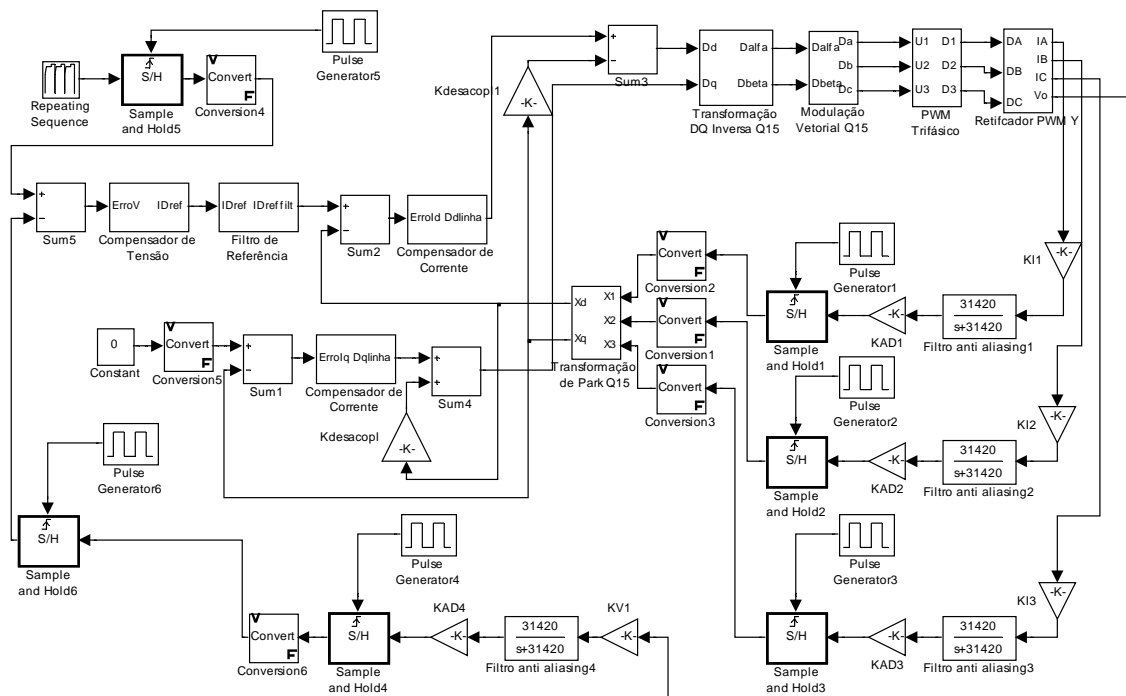 Repeating
Sequence
S/H
Sample
and Hold5
V
Convert
F
Conversion4
Pulse
Generator5
Kdesacopl1
-K-
+
−
Sum3
Dd
Dq
Dalfa
Dbeta
Transformação
DQ Inversa Q15
Dalfa
Dbeta
Da
Db
Dc
Modulação
Vetorial Q15
U1
U2
U3
D1
D2
D3
PWM
Trifásico
DA
DB
DC
IA
IB
IC
Vo
Retifcador PWM Y
+
−
Sum5
ErroV IDref
Compensador de
Tensão
IDref IDreffilt
Filtro de
Referência
+
−
Sum2
ErroId Ddlinha
Compensador de
Corrente
0
Constant
V
Convert
F
Conversion5
+
−
Sum1
ErroIq Dqlinha
Compensador de
Corrente
+
+
Sum4
Kdesacopl
-K-
Xd
Xq
X1
X2
X3
Transformação
de Park Q15
V
Convert
F
Conversion2
V
Convert
F
Conversion1
V
Convert
F
Conversion3
Pulse
Generator1
S/H
Sample
and Hold1
-K-
KAD1
31420
s+31420
Filtro anti aliasing1
KI1
-K-
Pulse
Generator2
S/H
Sample
and Hold2
-K-
KAD2
31420
s+31420
Filtro anti aliasing2
KI2
-K-
Pulse
Generator3
S/H
Sample
and Hold3
-K-
KAD3
31420
s+31420
Filtro anti aliasing3
KI3
-K-
Pulse
Generator6
S/H
Sample
and Hold6
V
Convert
F
Conversion6
Pulse
Generator4
S/H
Sample
and Hold4
KAD4
-K-
31420
s+31420
Filtro anti aliasing4
KV1
-K-